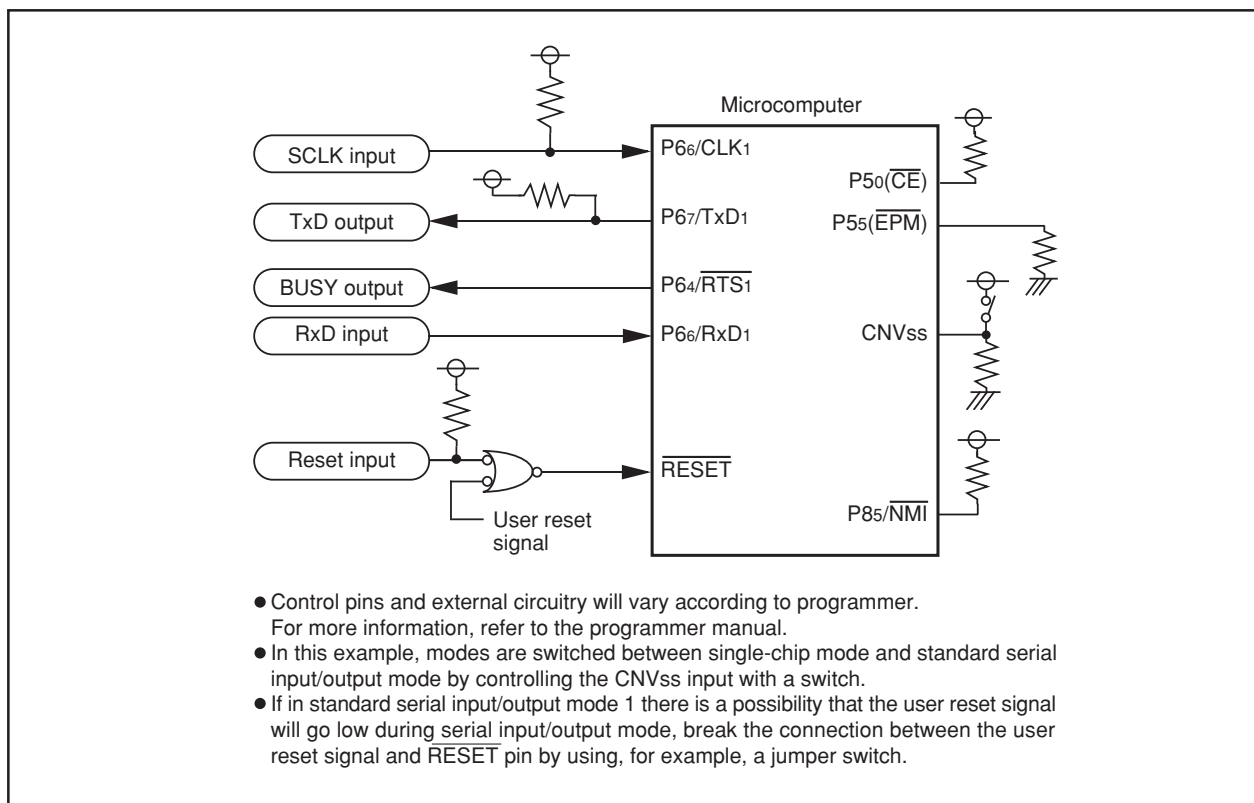 Microcomputer
SCLK input
P66/CLK1
P50(CE)
TxD output
P67/TxD1
P55(EPM)
BUSY output
P64/RTS1
RxD input
P66/RxD1
CNVss
Reset input
RESET
User reset
signal
P85/NMI
● Control pins and external circuitry will vary according to programmer.
For more information, refer to the programmer manual.
● In this example, modes are switched between single-chip mode and standard serial
input/output mode by controlling the CNVss input with a switch.
● If in standard serial input/output mode 1 there is a possibility that the user reset signal
will go low during serial input/output mode, break the connection between the user
reset signal and RESET pin by using, for example, a jumper switch.